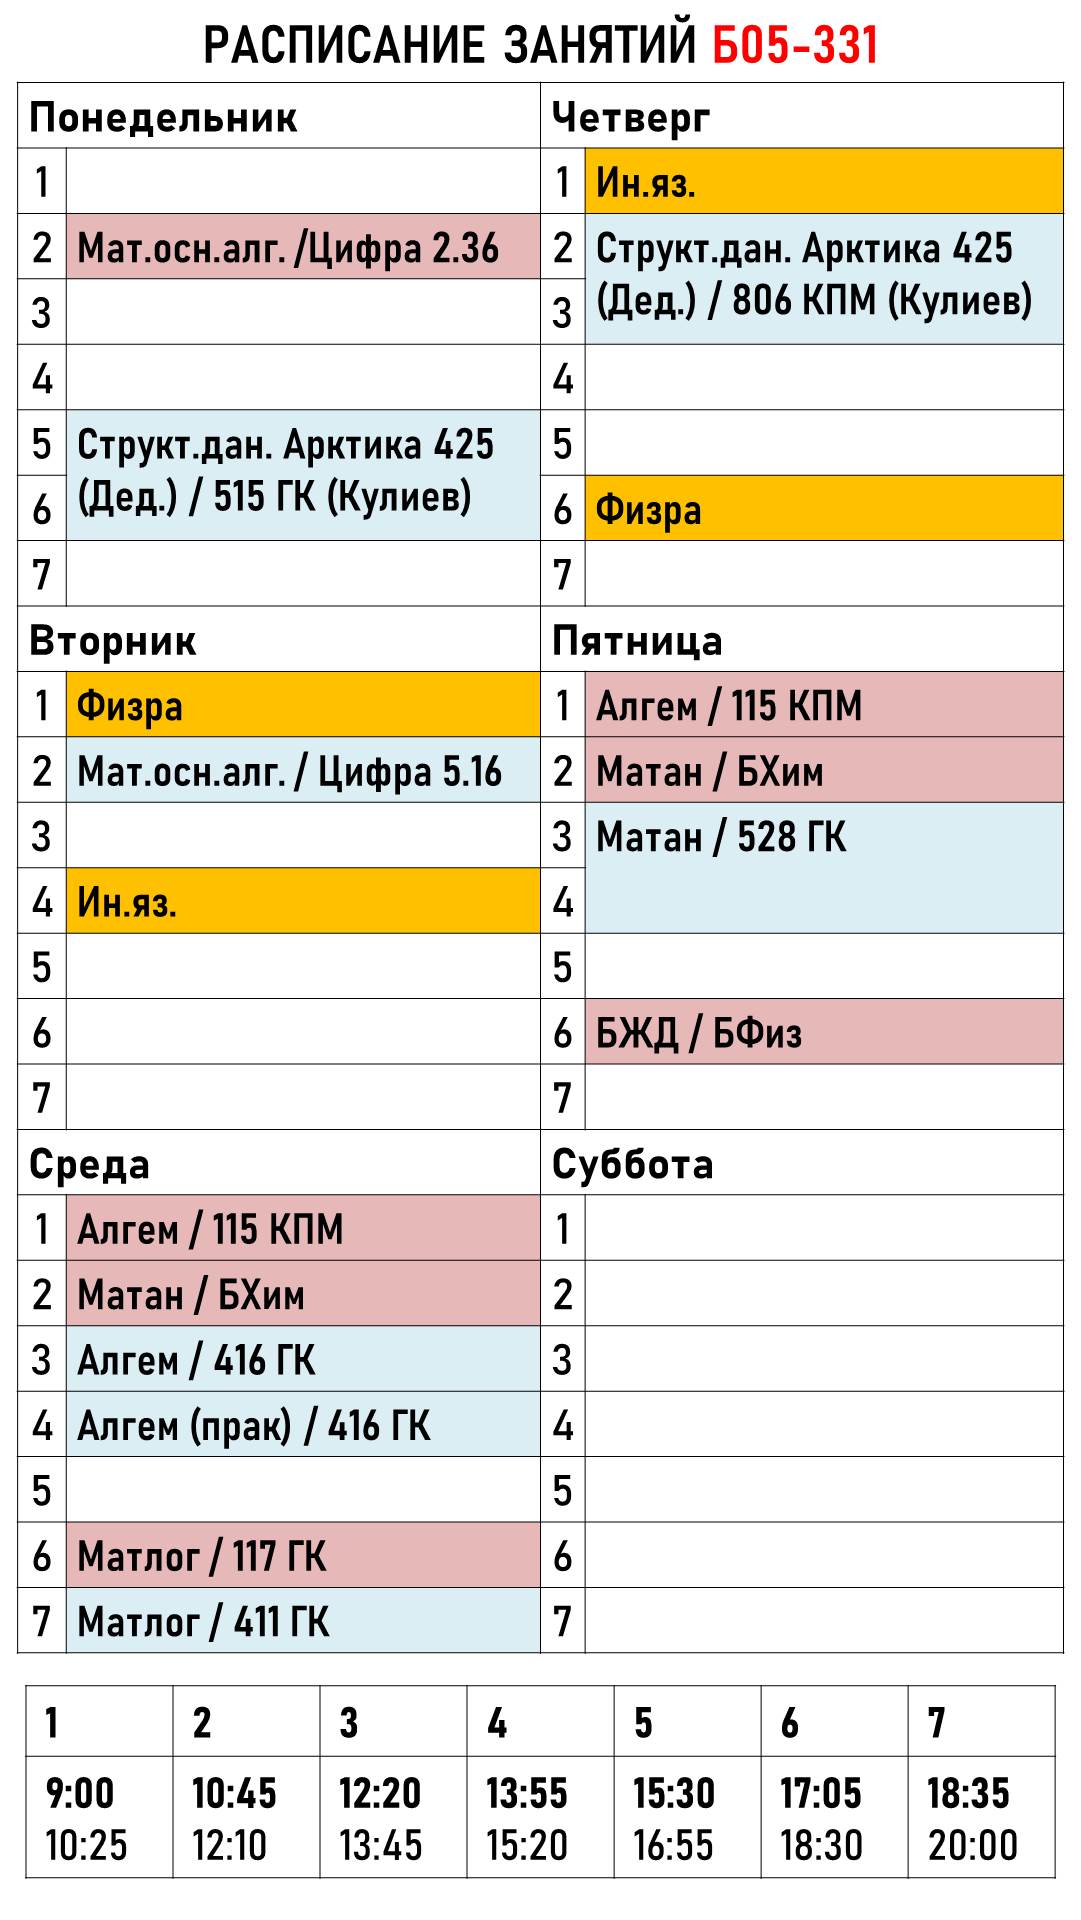 РАСПИСАНИЕ ЗАНЯТИЙ Б05-331
Понедельник
1
2 Мат.осн.алг. /Цифра 2.36
3
4
5 Структ.дан. Арктика 425
6 (Дед.) / 515 ГК (Кулиев)
7
Вторник
1 Физра
2 Мат.осн.алг. / Цифра 5.16
3
4 Ин.яз.
5
6
7
Среда
1 Алгем / 115 КПМ
2 Матан / БХим
3 Алгем / 416 ГК
4 Алгем (прак) / 416 ГК
5
6 Матлог / 117 ГК
7 Матлог / 411 ГК
Четверг
1 Ин.яз.
2 Структ.дан. Арктика 425
3 (Дед.) / 806 КПМ (Кулиев)
4
5
6 Физра
7
Пятница
1 Алгем / 115 КПМ
2 Матан / БХим
3 Матан / 528 ГК
4
5
6 БЖД / БФиз
7
Суббота
1
2
3
4
5
6
7
1 2 3 4 5 6 7
9:00 10:45 12:20 13:55 15:30 17:05 18:35
10:25 12:10 13:45 15:20 16:55 18:30 20:00